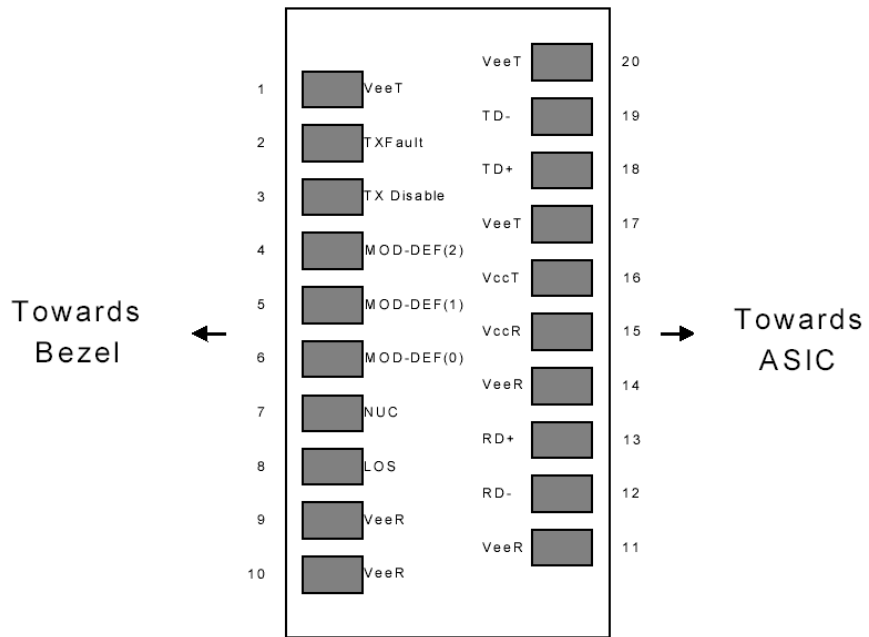 VeeT 20
1 VeeT
TD- 19
2 TXFault
TD+ 18
3 TX Disable
VeeT 17
4 MOD-DEF(2)
VccT 16
5 MOD-DEF(1)
Towards
Bezel
VccR 15
Towards
ASIC
6 MOD-DEF(0)
VeeR 14
7 NUC
RD+ 13
8 LOS
RD- 12
9 VeeR
VeeR 11
10 VeeR